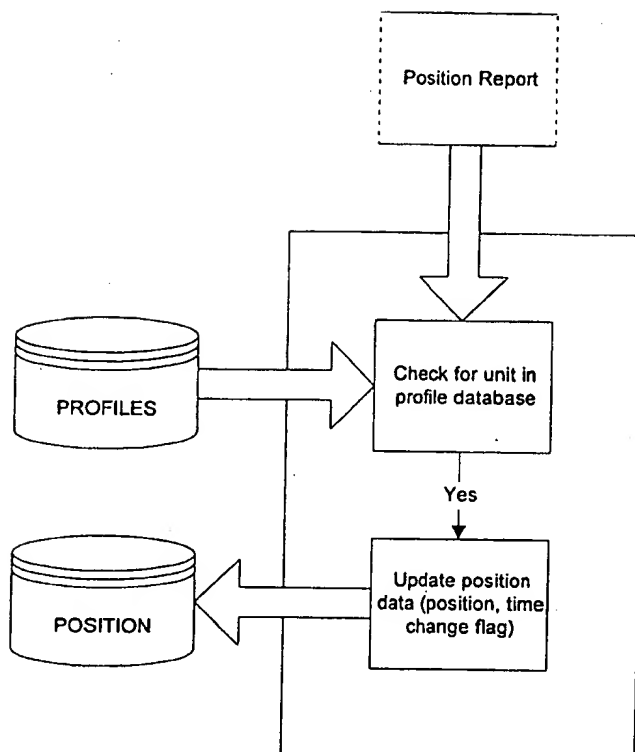 Position Report
Check for unit in
profile database
PROFILES
Yes
Update position
data (position, time
change flag)
POSITION